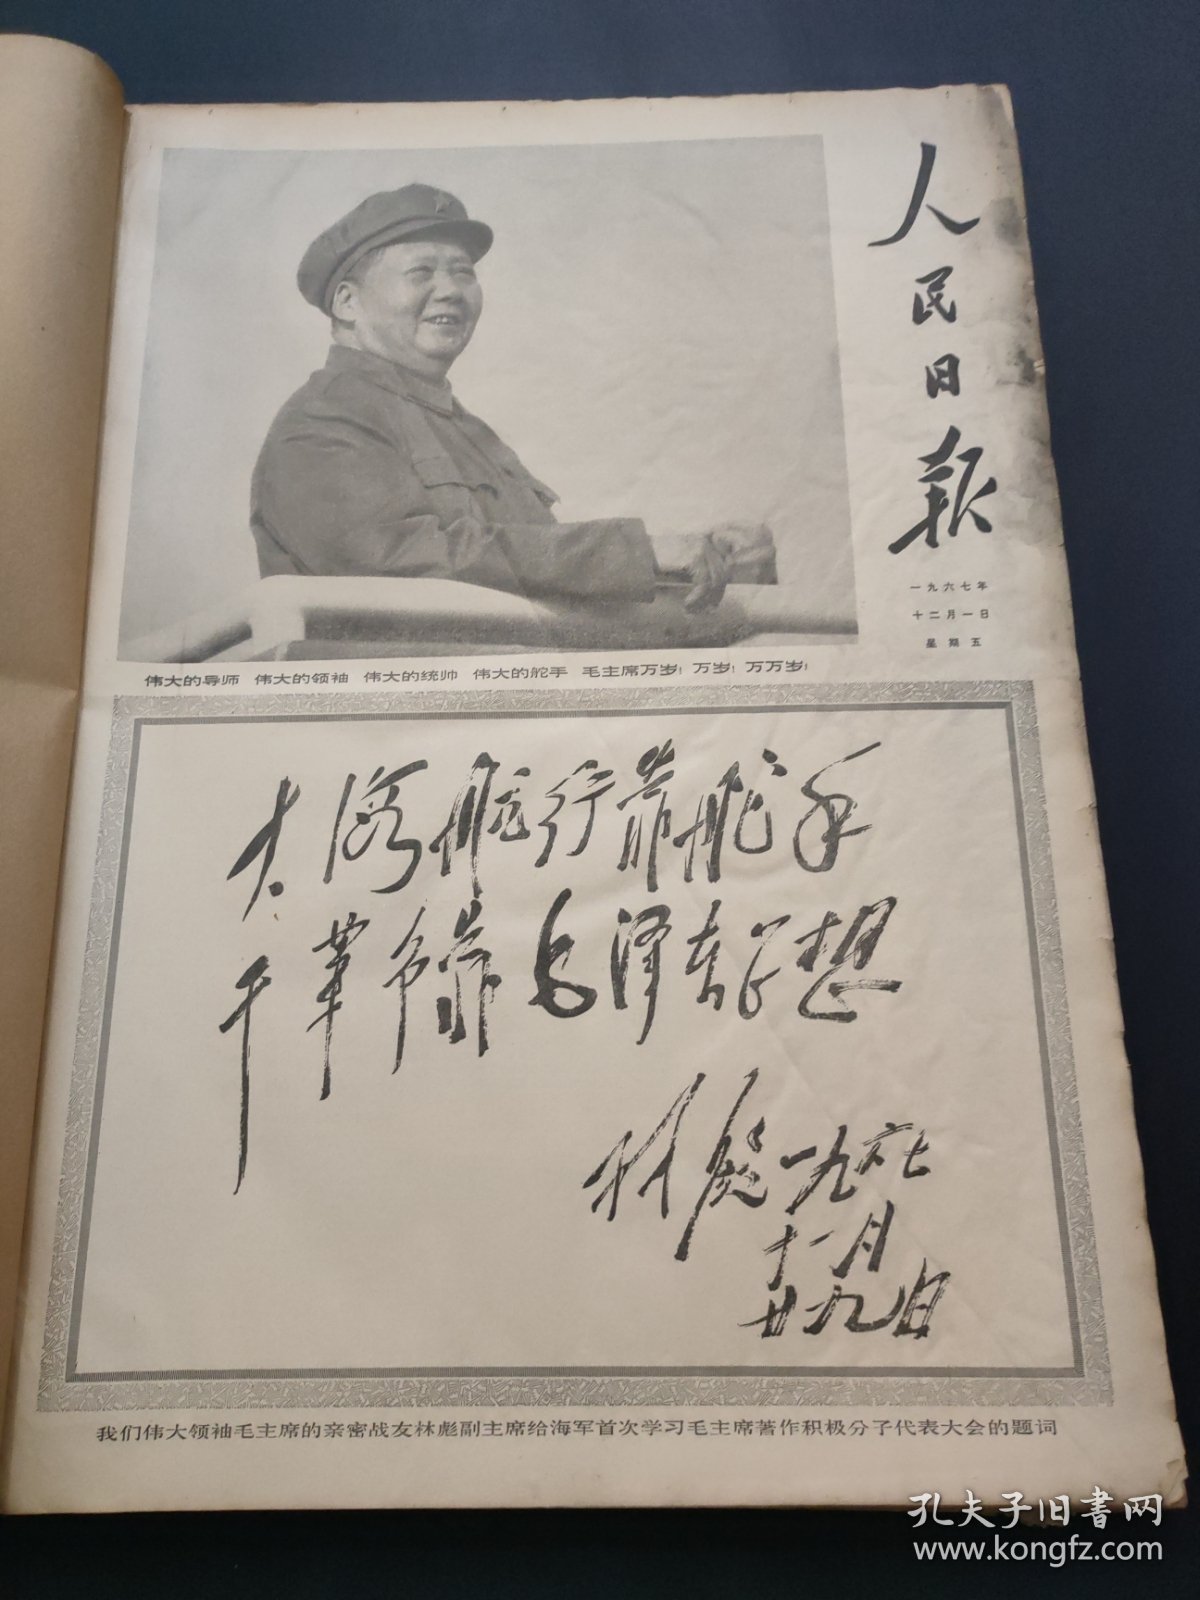 人民日报
一九六七年
十二月一日
星期五
伟大的导师 伟大的领袖 伟大的统帅 伟大的舵手 毛主席万岁！万岁！万万岁！
大海航行靠舵手
干革命靠毛泽东思想
林彪 一九六七
十一月
廿九日
我们伟大领袖毛主席的亲密战友林彪副主席给海军首次学习毛主席著作积极分子代表大会的题词
孔夫子旧书网
www.kongfz.com